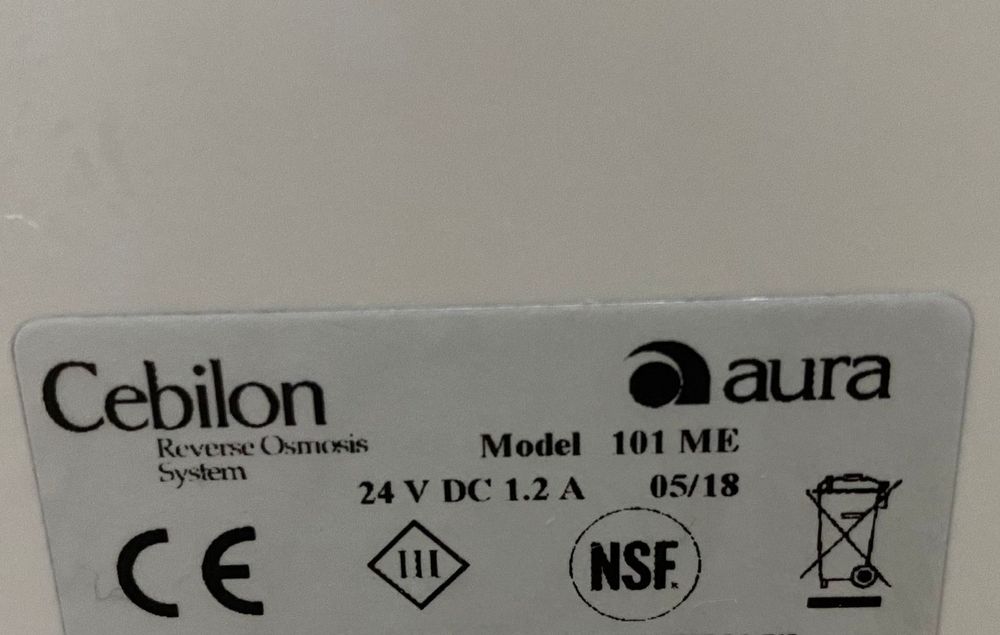 Cebilon
aura
Reverse Osmosis
System
Model 101 ME
24 V DC 1.2 A 05/18
CE
III
NSF.